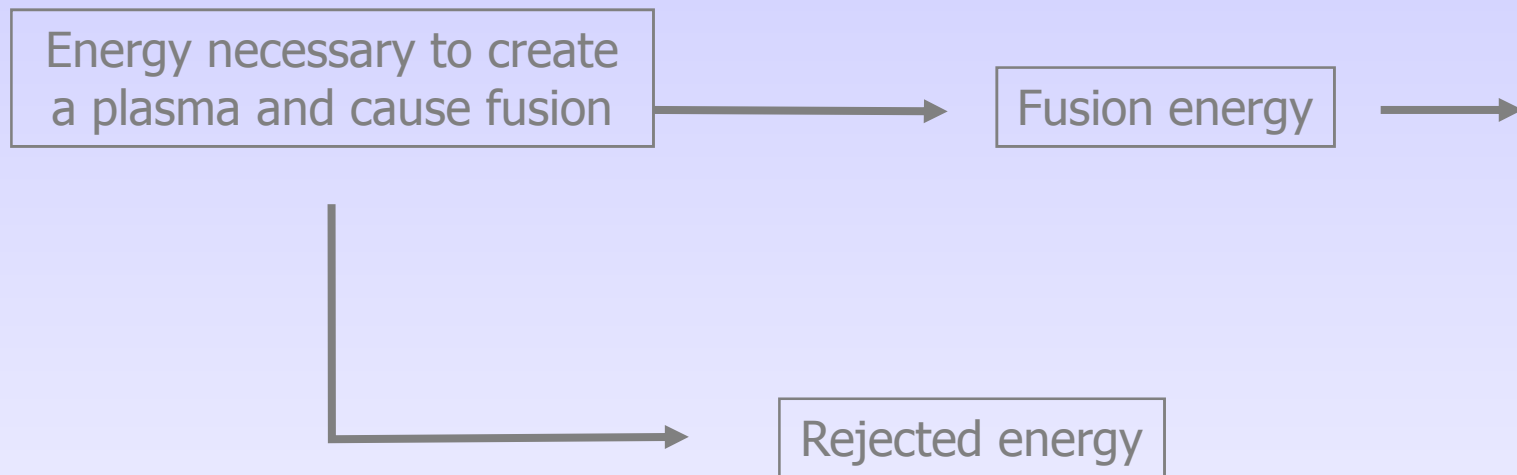 Energy necessary to create
a plasma and cause fusion
Fusion energy
Rejected energy